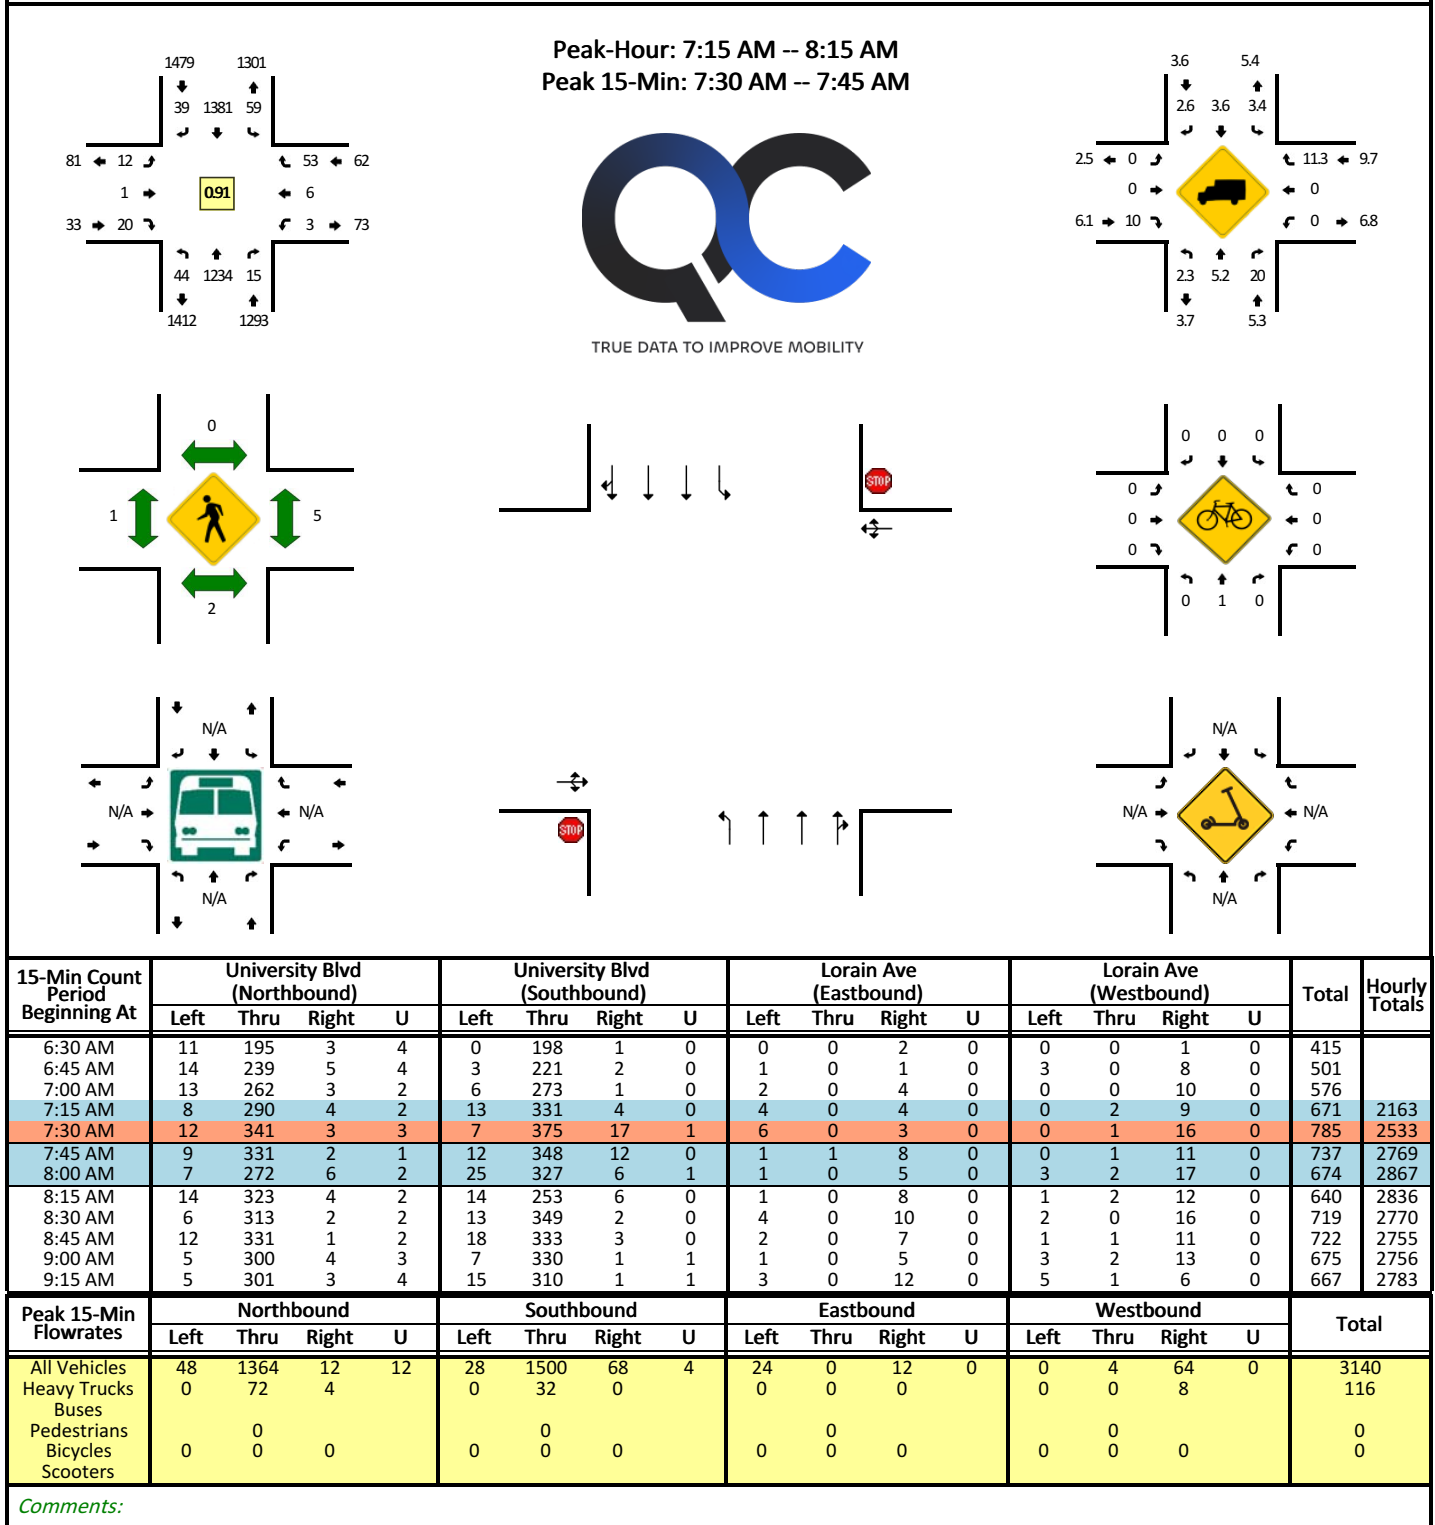 Peak-Hour: 7:15 AM -- 8:15 AM
Peak 15-Min: 7:30 AM -- 7:45 AM
1479 1301
39 1381 59
81 12 53 62
1 0.91 6
33 20 3 73
44 1234 15
1412 1293
TRUE DATA TO IMPROVE MOBILITY
3.6 5.4
2.6 3.6 3.4
2.5 0 11.3 9.7
0 0
6.1 10 0 6.8
2.3 5.2 20
3.7 5.3
0
1 5
2
STOP
0 0 0
0 0
0 0
0 0
0 1 0
N/A
N/A N/A
N/A
STOP
N/A
N/A N/A
N/A
15-Min Count Period Beginning At University Blvd (Northbound) University Blvd (Southbound) Lorain Ave (Eastbound) Lorain Ave (Westbound) Total Hourly Totals
Left Thru Right U Left Thru Right U Left Thru Right U Left Thru Right U
6:30 AM 11 195 3 4 0 198 1 0 0 0 2 0 0 0 1 0 415
6:45 AM 14 239 5 4 3 221 2 0 1 0 1 0 3 0 8 0 501
7:00 AM 13 262 3 2 6 273 1 0 2 0 4 0 0 0 10 0 576
7:15 AM 8 290 4 2 13 331 4 0 4 0 4 0 0 2 9 0 671 2163
7:30 AM 12 341 3 3 7 375 17 1 6 0 3 0 0 1 16 0 785 2533
7:45 AM 9 331 2 1 12 348 12 0 1 1 8 0 0 1 11 0 737 2769
8:00 AM 7 272 6 2 25 327 6 1 1 0 5 0 3 2 17 0 674 2867
8:15 AM 14 323 4 2 14 253 6 0 1 0 8 0 1 2 12 0 640 2836
8:30 AM 6 313 2 2 13 349 2 0 4 0 10 0 2 0 16 0 719 2770
8:45 AM 12 331 1 2 18 333 3 0 2 0 7 0 1 1 11 0 722 2755
9:00 AM 5 300 4 3 7 330 1 1 1 0 5 0 3 2 13 0 675 2756
9:15 AM 5 301 3 4 15 310 1 1 3 0 12 0 5 1 6 0 667 2783
Peak 15-Min Flowrates Northbound Southbound Eastbound Westbound Total
Left Thru Right U Left Thru Right U Left Thru Right U Left Thru Right U
All Vehicles 48 1364 12 12 28 1500 68 4 24 0 12 0 0 4 64 0 3140
Heavy Trucks 0 72 4 0 32 0 0 0 0 0 0 8 116
Buses
Pedestrians 0 0 0 0 0
Bicycles 0 0 0 0 0 0 0 0 0 0 0 0 0
Scooters
Comments: